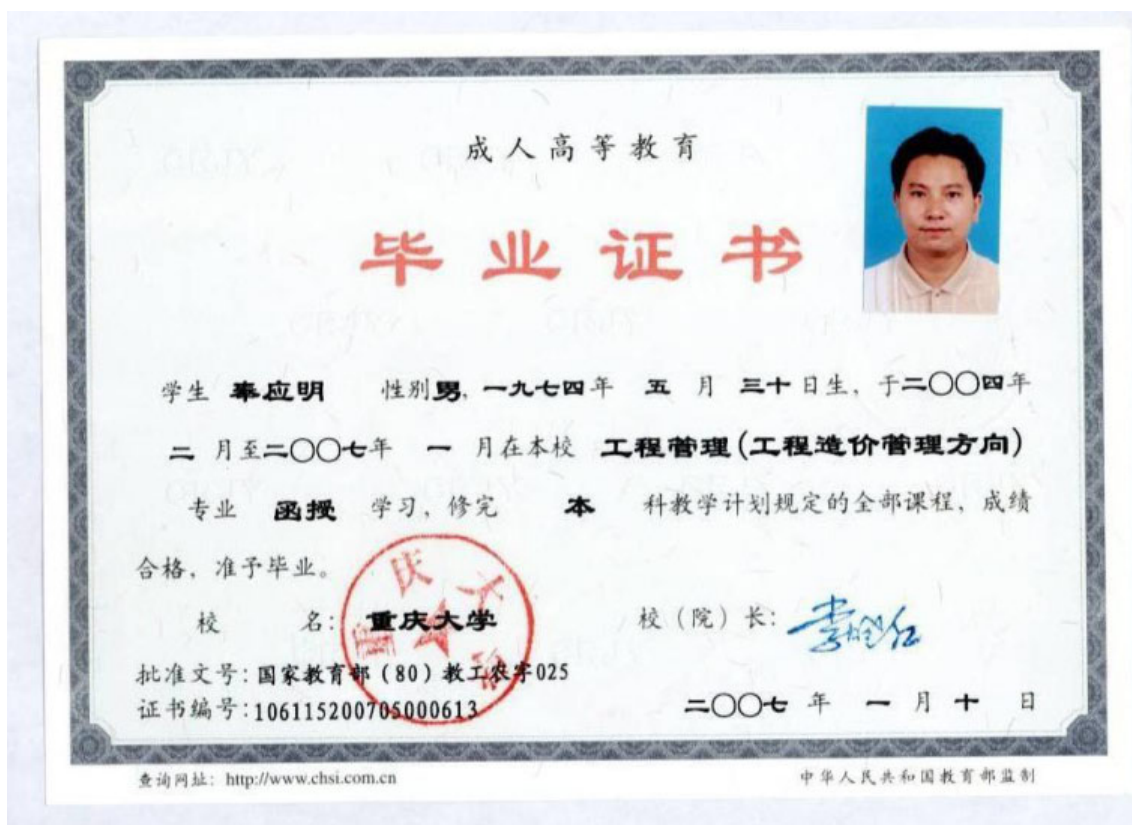 成人高等教育
毕业证书
学生 奉应明 性别男，一九七四年 五 月 三十 日生，于二〇〇四年
二 月至二〇〇七年 一 月在本校 工程管理（工程造价管理方向）
专业 函授 学习，修完 本 科教学计划规定的全部课程，成绩
合格，准予毕业。
校 名：重庆大学 校（院）长：
重庆大学
批准文号：国家教育部（80）教工农字025
证书编号：106115200705000613
二〇〇七 年 一 月 十 日
查询网址：http://www.chsi.com.cn 中华人民共和国教育部监制